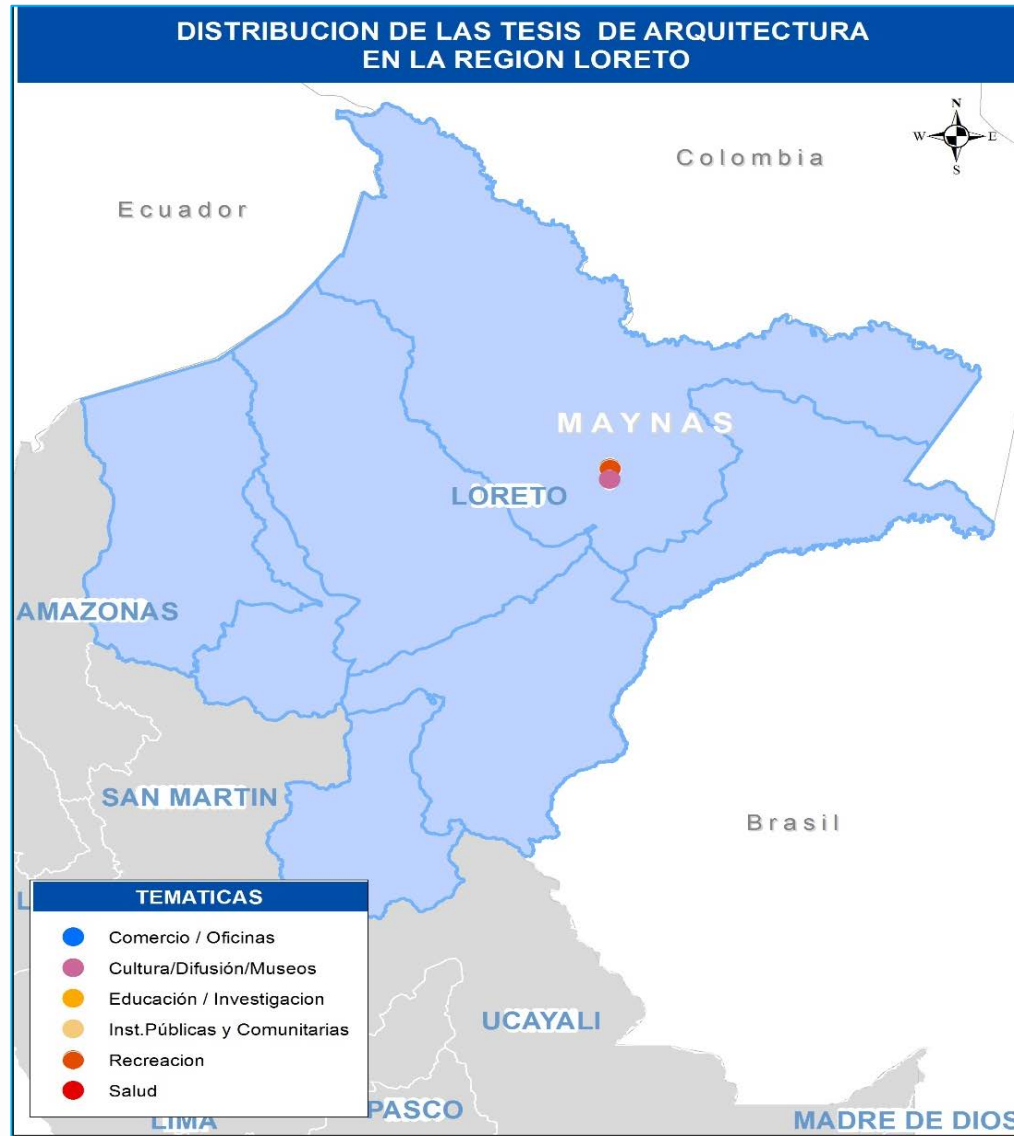 DISTRIBUCION DE LAS TESIS DE ARQUITECTURA
EN LA REGION LORETO
N
W E
S
Colombia
Ecuador
MAYNAS
LORETO
AMAZONAS
SAN MARTIN
Brasil
TEMATICAS
Comercio / Oficinas
Cultura/Difusión/Museos
Educación / Investigacion
Inst.Públicas y Comunitarias
Recreacion
Salud
UCAYALI
PASCO
LIMA
MADRE DE DIOS